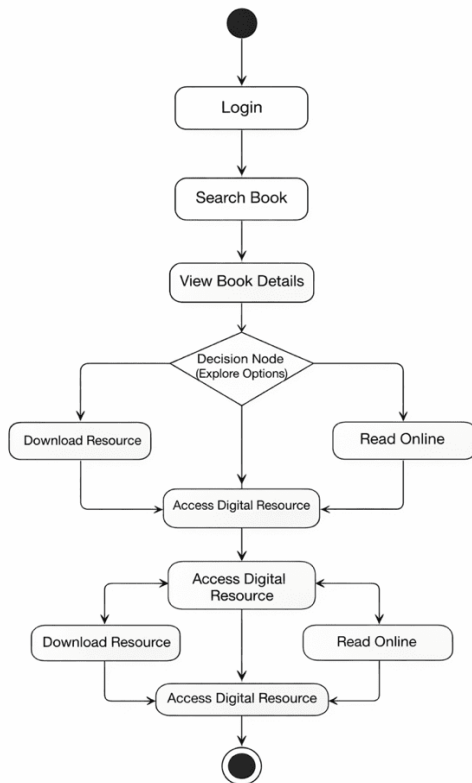 Login
Search Book
View Book Details
Decision Node
(Explore Options)
Download Resource
Read Online
Access Digital Resource
Access Digital
Resource
Download Resource
Read Online
Access Digital Resource